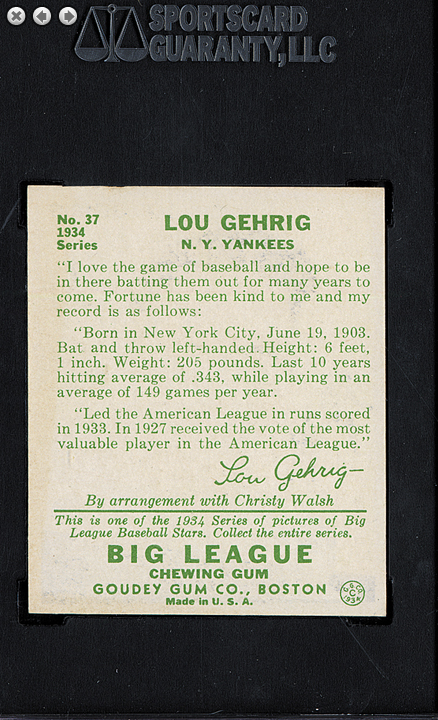 SPORTSCARD
GUARANTY, LLC
No. 37
1934
Series
LOU GEHRIG
N. Y. YANKEES
"I love the game of baseball and hope to be
in there batting them out for many years to
come. Fortune has been kind to me and my
record is as follows:
"Born in New York City, June 19, 1903.
Bat and throw left-handed Height: 6 feet,
1 inch. Weight: 205 pounds. Last 10 years
hitting average of .343, while playing in an
average of 149 games per year.
"Led the American League in runs scored
in 1933. In 1927 received the vote of the most
valuable player in the American League."
Lou Gehrig
By arrangement with Christy Walsh
This is one of the 1934 Series of pictures of Big
League Baseball Stars. Collect the entire series.
BIG LEAGUE
CHEWING GUM
GOUDEY GUM CO., BOSTON
Made in U. S. A.
G. G. CO.
C
1934